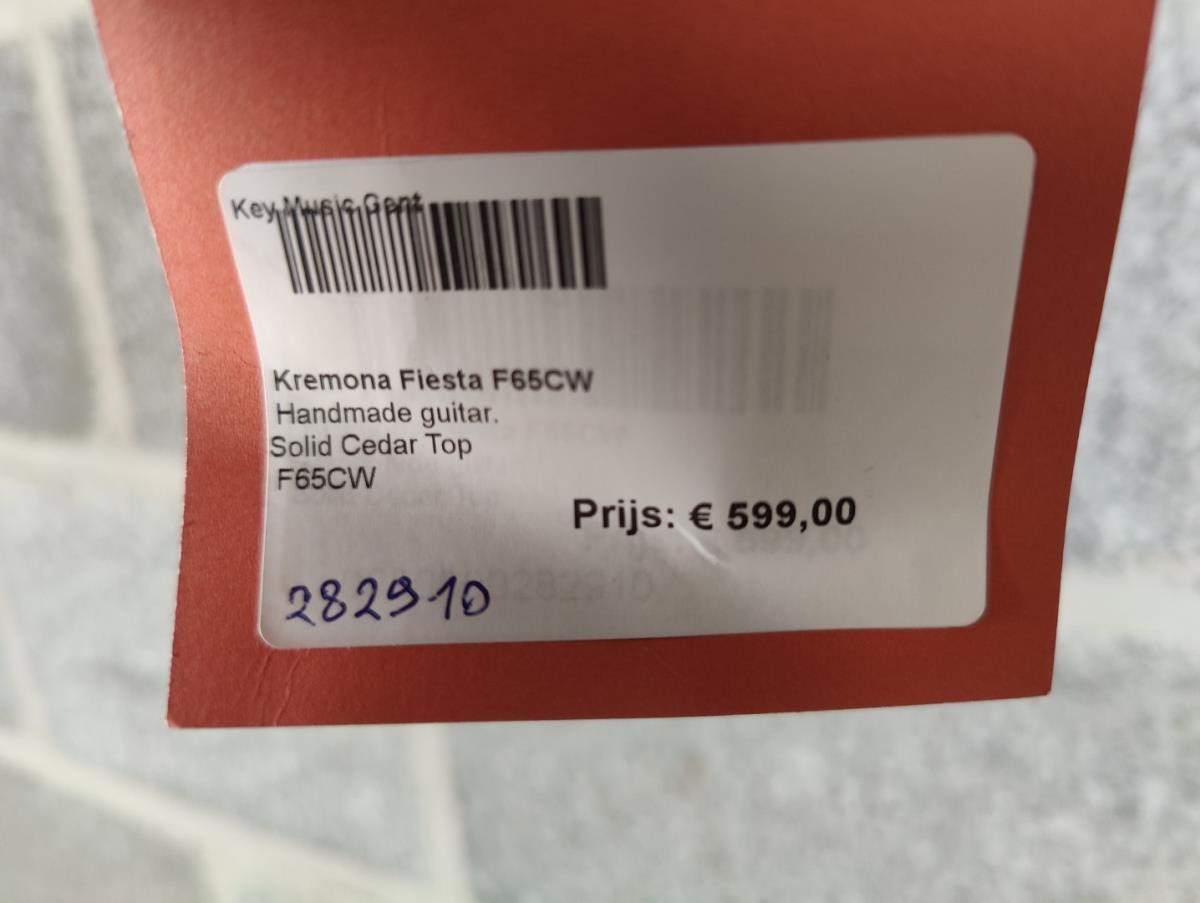 Key Music Gent
Kremona Fiesta F65CW
Handmade guitar.
Solid Cedar Top
F65CW
Prijs: € 599,00
282910